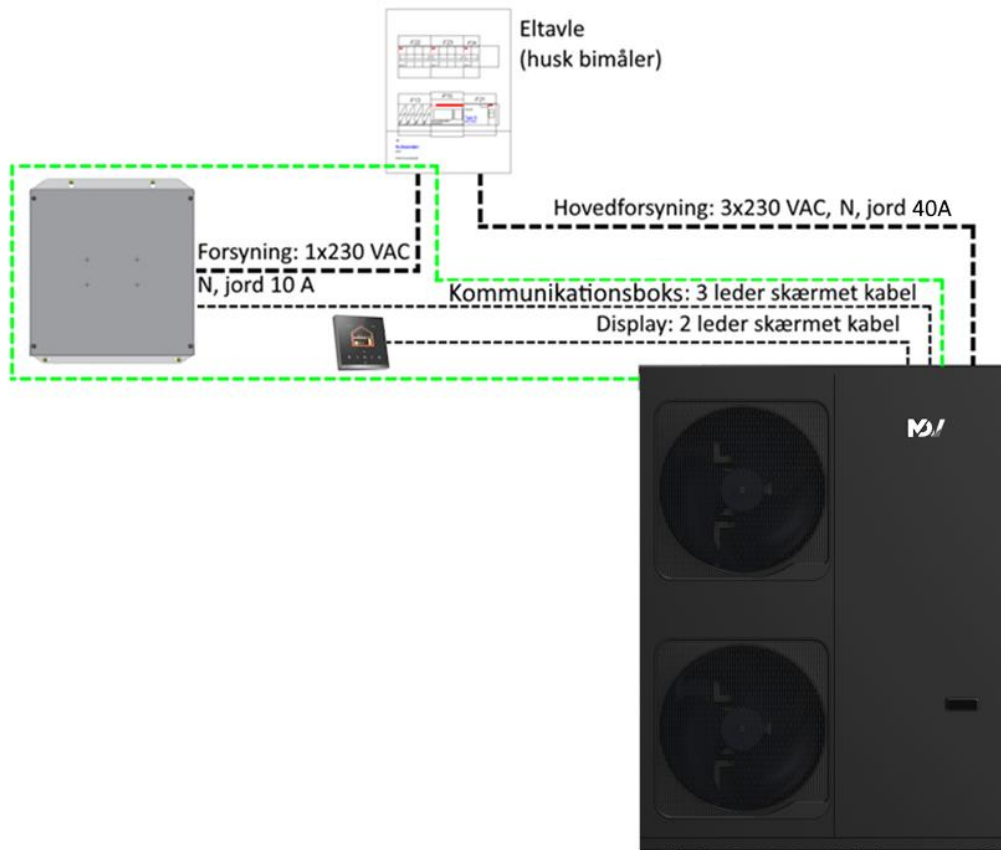 Eltavle
(husk bimåler)
Hovedforsyning: 3x230 VAC, N, jord 40A
Forsyning: 1x230 VAC
N, jord 10 A
Kommunikationsboks: 3 leder skærmet kabel
Display: 2 leder skærmet kabel
MDV